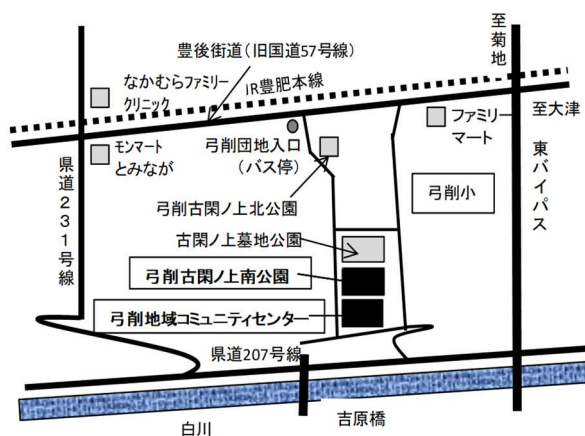 至菊地
豊後街道（旧国道57号線）
なかむらファミリー
クリニック
JR豊肥本線
至大津
モンマート
とみなが
弓削団地入口
（バス停）
ファミリー
マート
県道231号線
東バイパス
弓削小
弓削古閑ノ上北公園
古閑ノ上墓地公園
弓削古閑ノ上南公園
弓削地域コミュニティセンター
県道207号線
白川
吉原橋